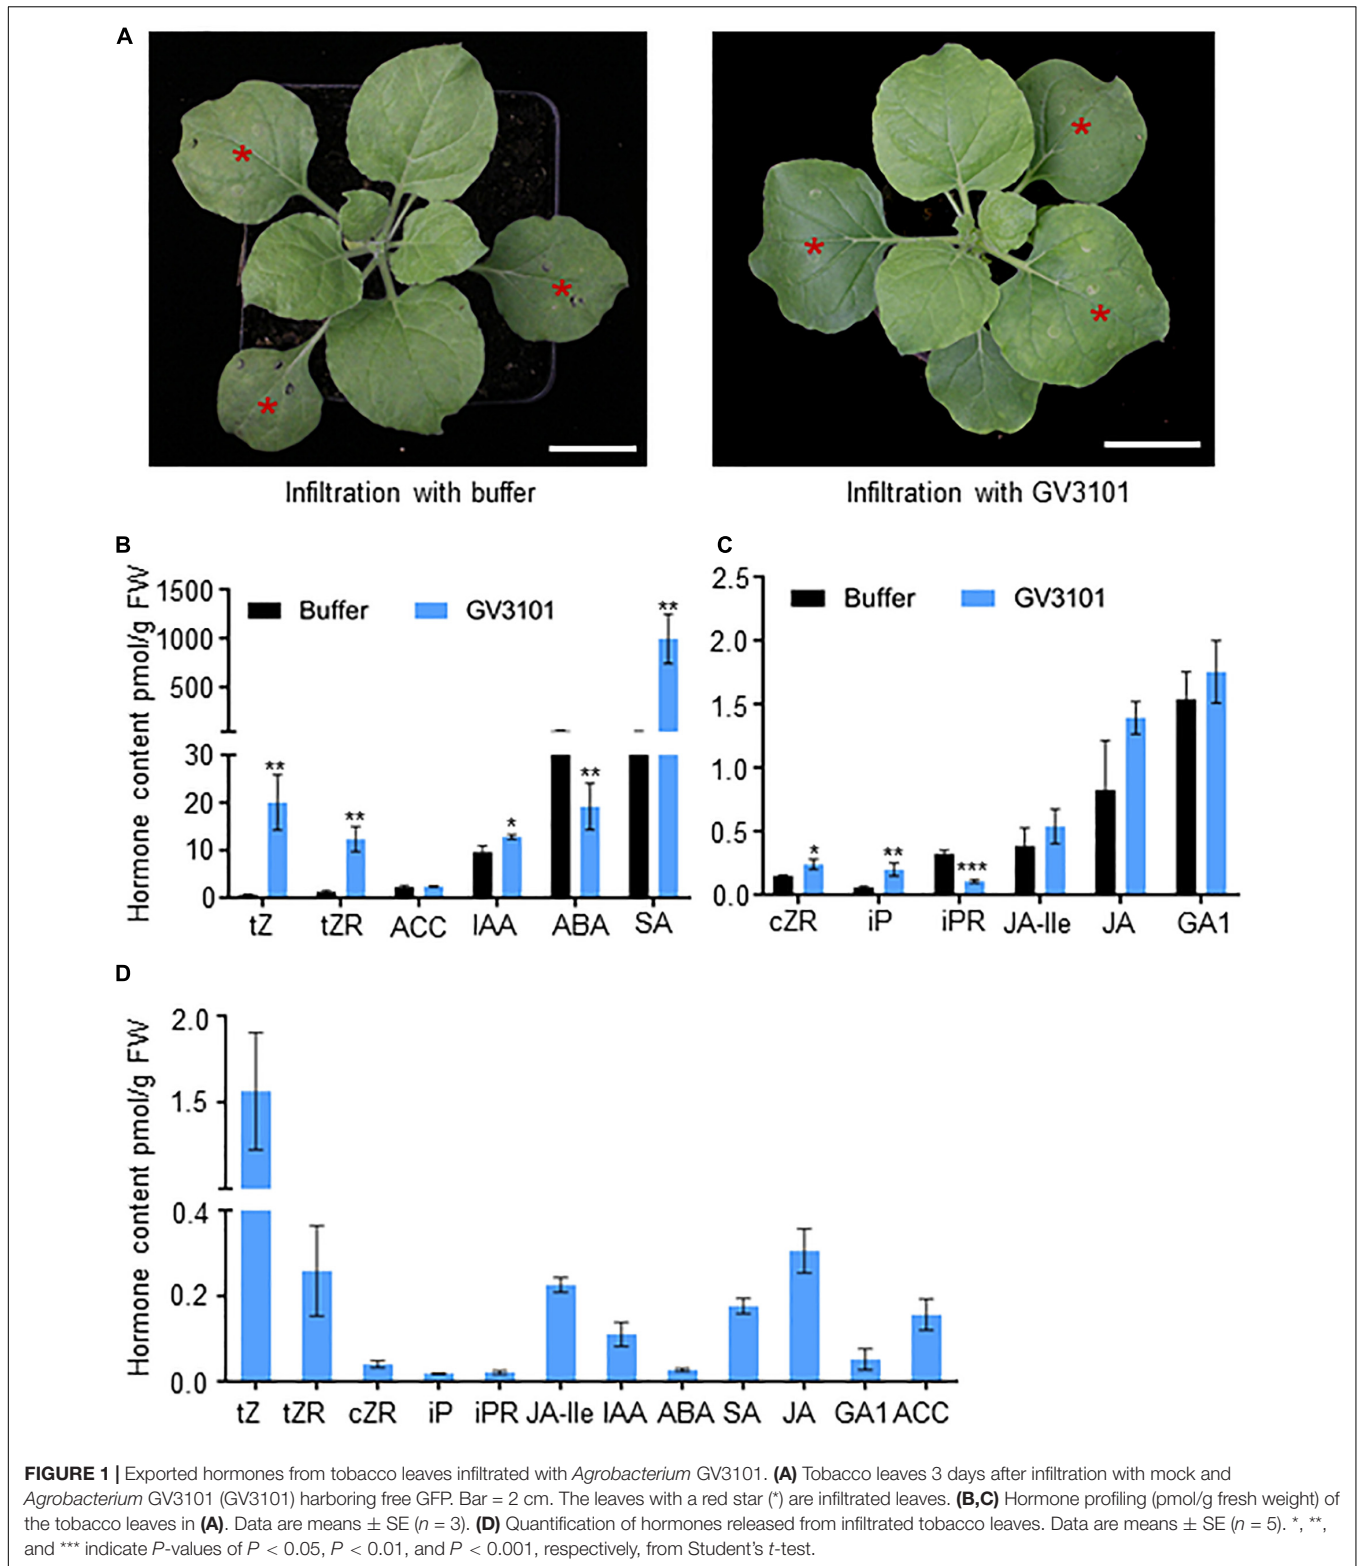 A
* * * * * *
Infiltration with buffer Infiltration with GV3101
B C
Hormone content pmol/g FW
1500
1000
500
30
20
10
0
Buffer GV3101
** ** * ** **
tZ tZR ACC IAA ABA SA
2.5
2.0
1.5
1.0
0.5
0.0
Buffer GV3101
* ** ***
cZR iP iPR JA-Ile JA GA1
D
Hormone content pmol/g FW
2.0
1.5
0.4
0.2
0.0
tZ tZR cZR iP iPR JA-Ile IAA ABA SA JA GA1 ACC
FIGURE 1 | Exported hormones from tobacco leaves infiltrated with Agrobacterium GV3101. (A) Tobacco leaves 3 days after infiltration with mock and
Agrobacterium GV3101 (GV3101) harboring free GFP. Bar = 2 cm. The leaves with a red star (*) are infiltrated leaves. (B,C) Hormone profiling (pmol/g fresh weight) of
the tobacco leaves in (A). Data are means ± SE (n = 3). (D) Quantification of hormones released from infiltrated tobacco leaves. Data are means ± SE (n = 5). *, **,
and *** indicate P-values of P < 0.05, P < 0.01, and P < 0.001, respectively, from Student's t-test.